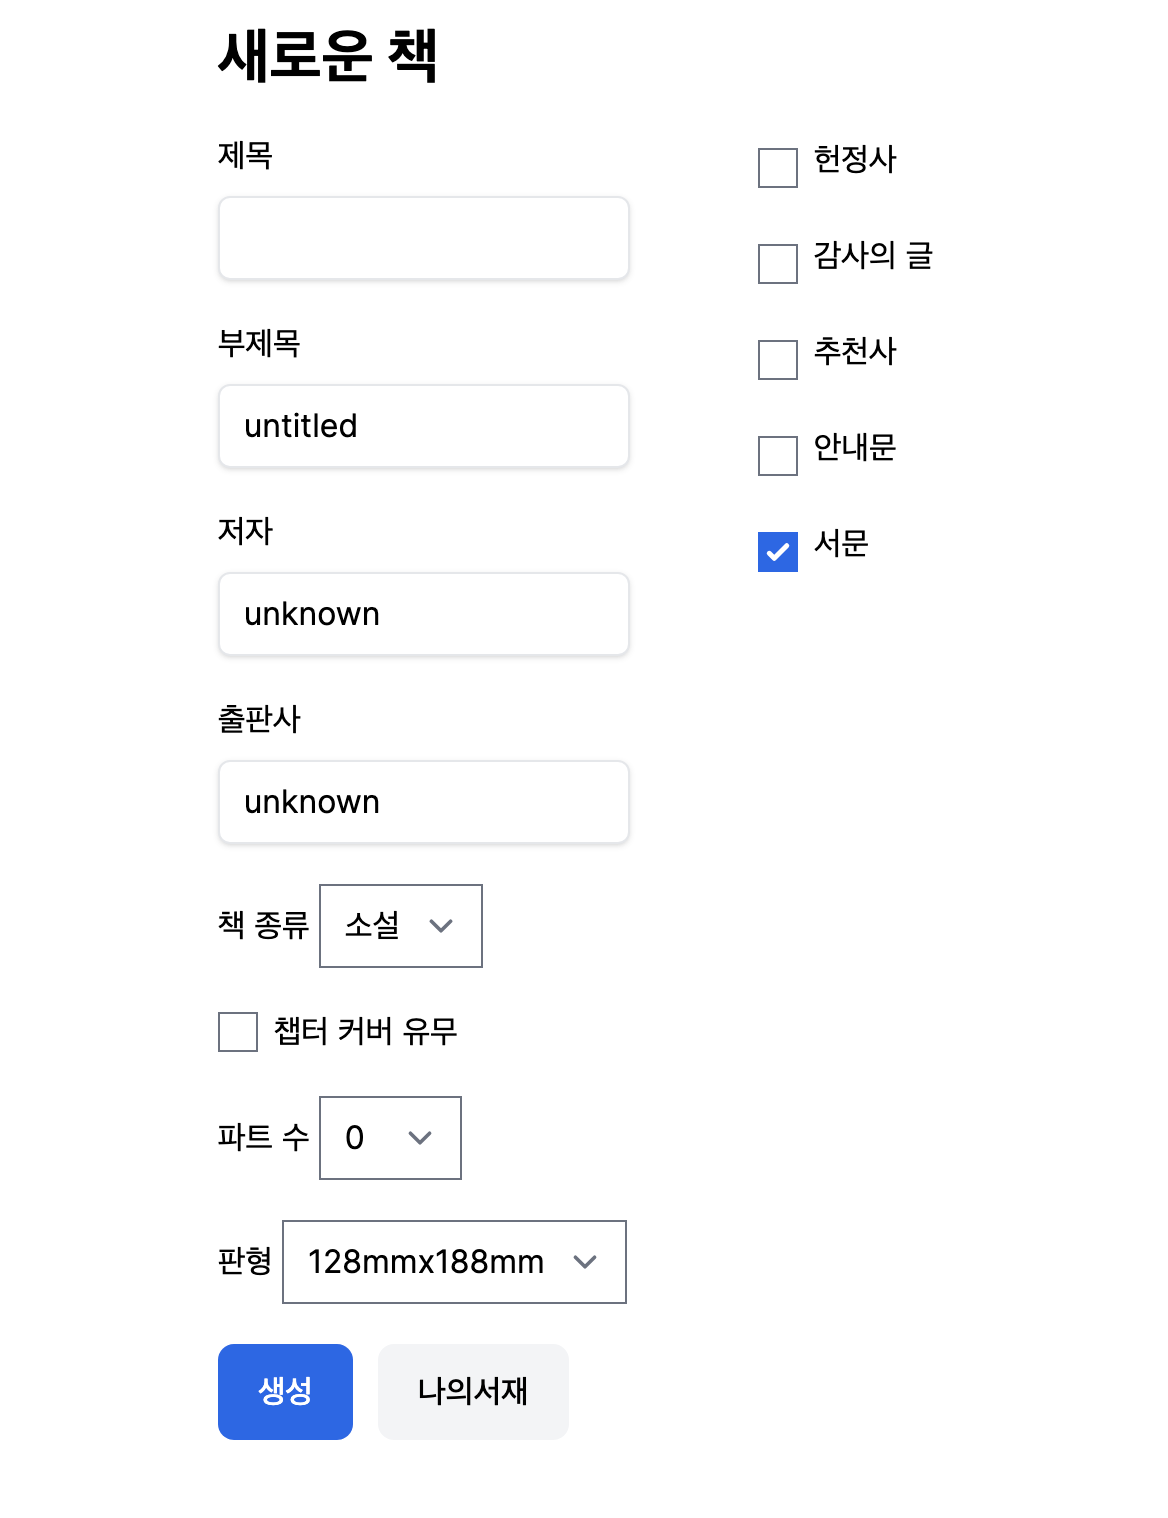 새로운 책
제목
부제목
untitled
저자
unknown
출판사
unknown
책 종류 소설
챕터 커버 유무
파트 수 0
판형 128mmx188mm
생성 나의서재
헌정사
감사의 글
추천사
안내문
서문